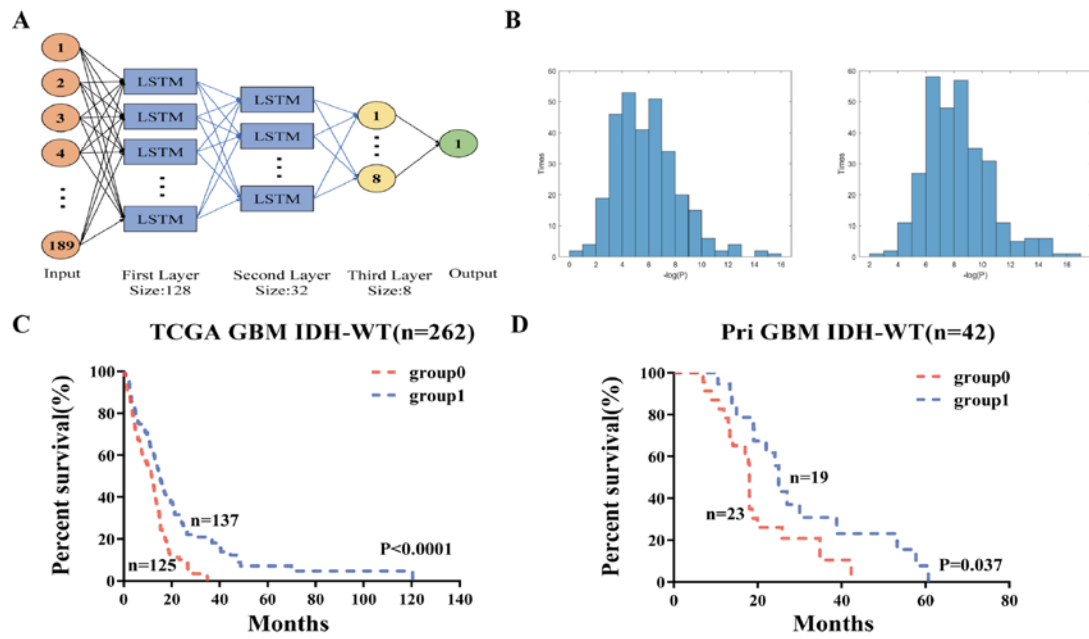 A
1
2
3
4
189
LSTM
LSTM
LSTM
LSTM
LSTM
LSTM
LSTM
1
8
1
Input
First Layer
Size:128
Second Layer
Size:32
Third Layer
Size:8
Output
B
60
50
40
30
20
10
0
Times
0 2 4 6 8 10 12 14 16
-log(P)
60
50
40
30
20
10
0
Times
2 4 6 8 10 12 14 16
-log(P)
C
TCGA GBM IDH-WT(n=262)
group0
group1
Percent survival(%)
100
80
60
40
20
0
n=137
n=125
P<0.0001
0 20 40 60 80 100 120 140
Months
D
Pri GBM IDH-WT(n=42)
group0
group1
Percent survival(%)
100
80
60
40
20
0
n=19
n=23
P=0.037
0 20 40 60 80
Months